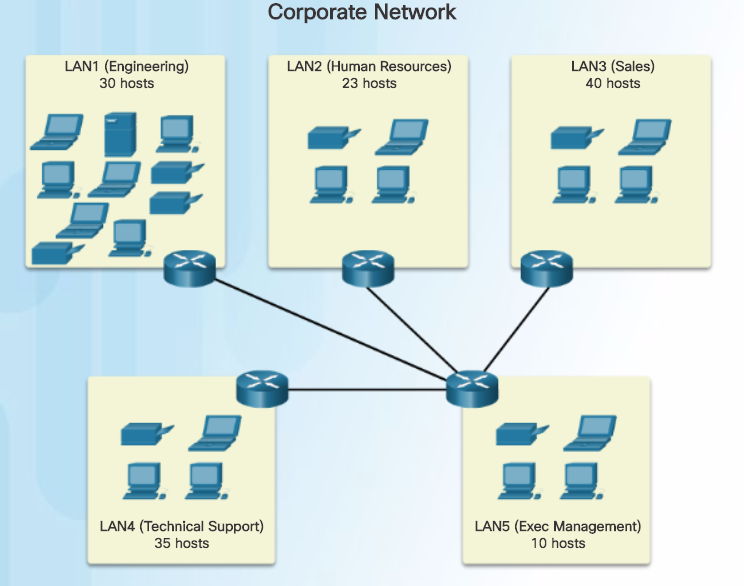 Corporate Network
LAN1 (Engineering)
30 hosts
LAN2 (Human Resources)
23 hosts
LAN3 (Sales)
40 hosts
LAN4 (Technical Support)
35 hosts
LAN5 (Exec Management)
10 hosts